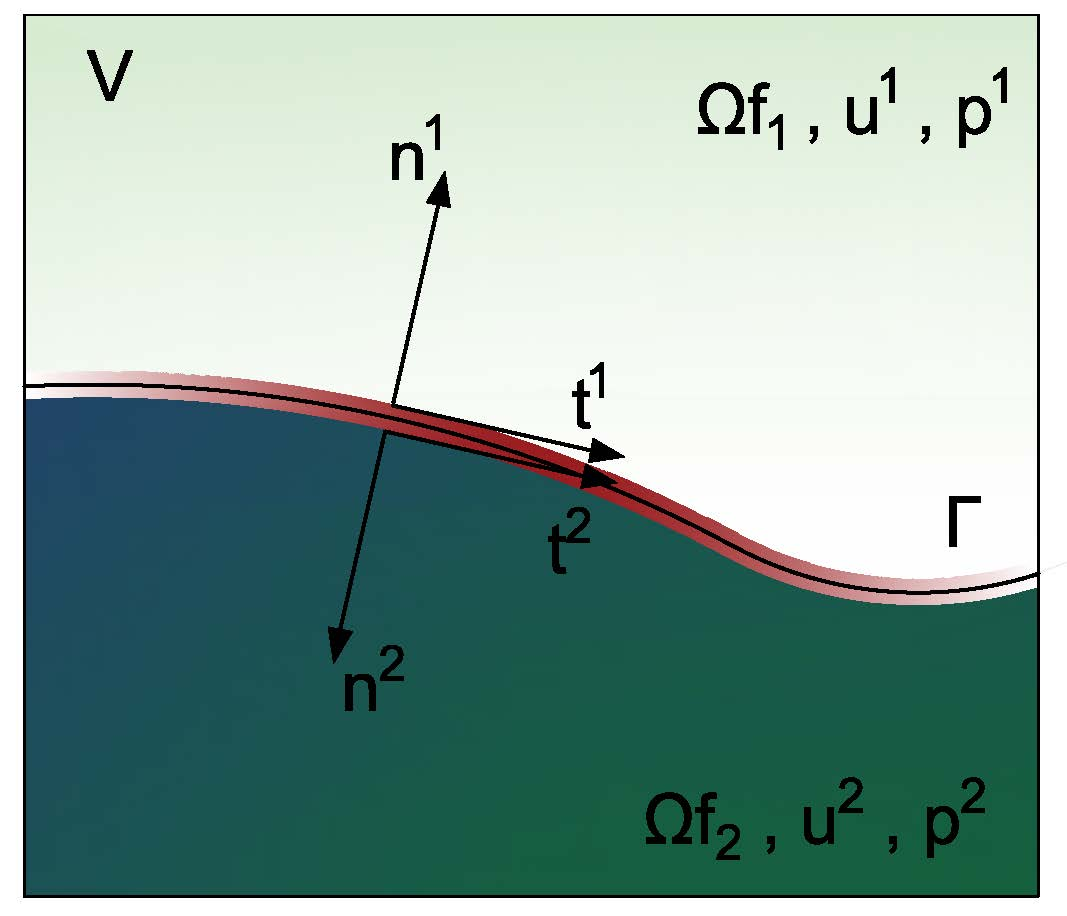 V
Ωf₁ , u¹ , p¹
n¹
t¹
Γ
t²
n²
Ωf₂ , u² , p²